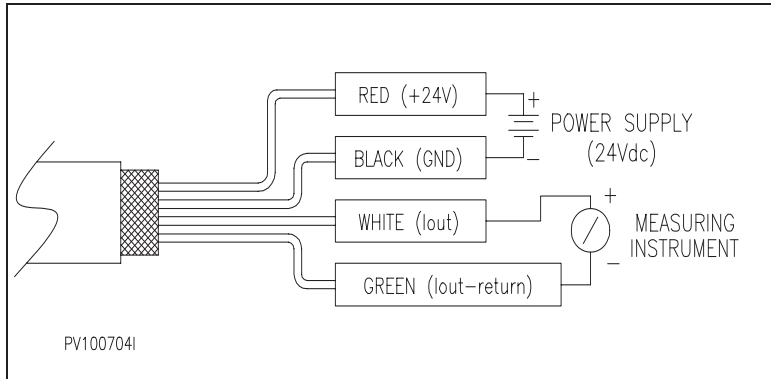 RED (+24V)
+
POWER SUPPLY
(24Vdc)
BLACK (GND)
−
WHITE (Iout)
+
MEASURING
INSTRUMENT
GREEN (Iout−return)
−
PV100704I